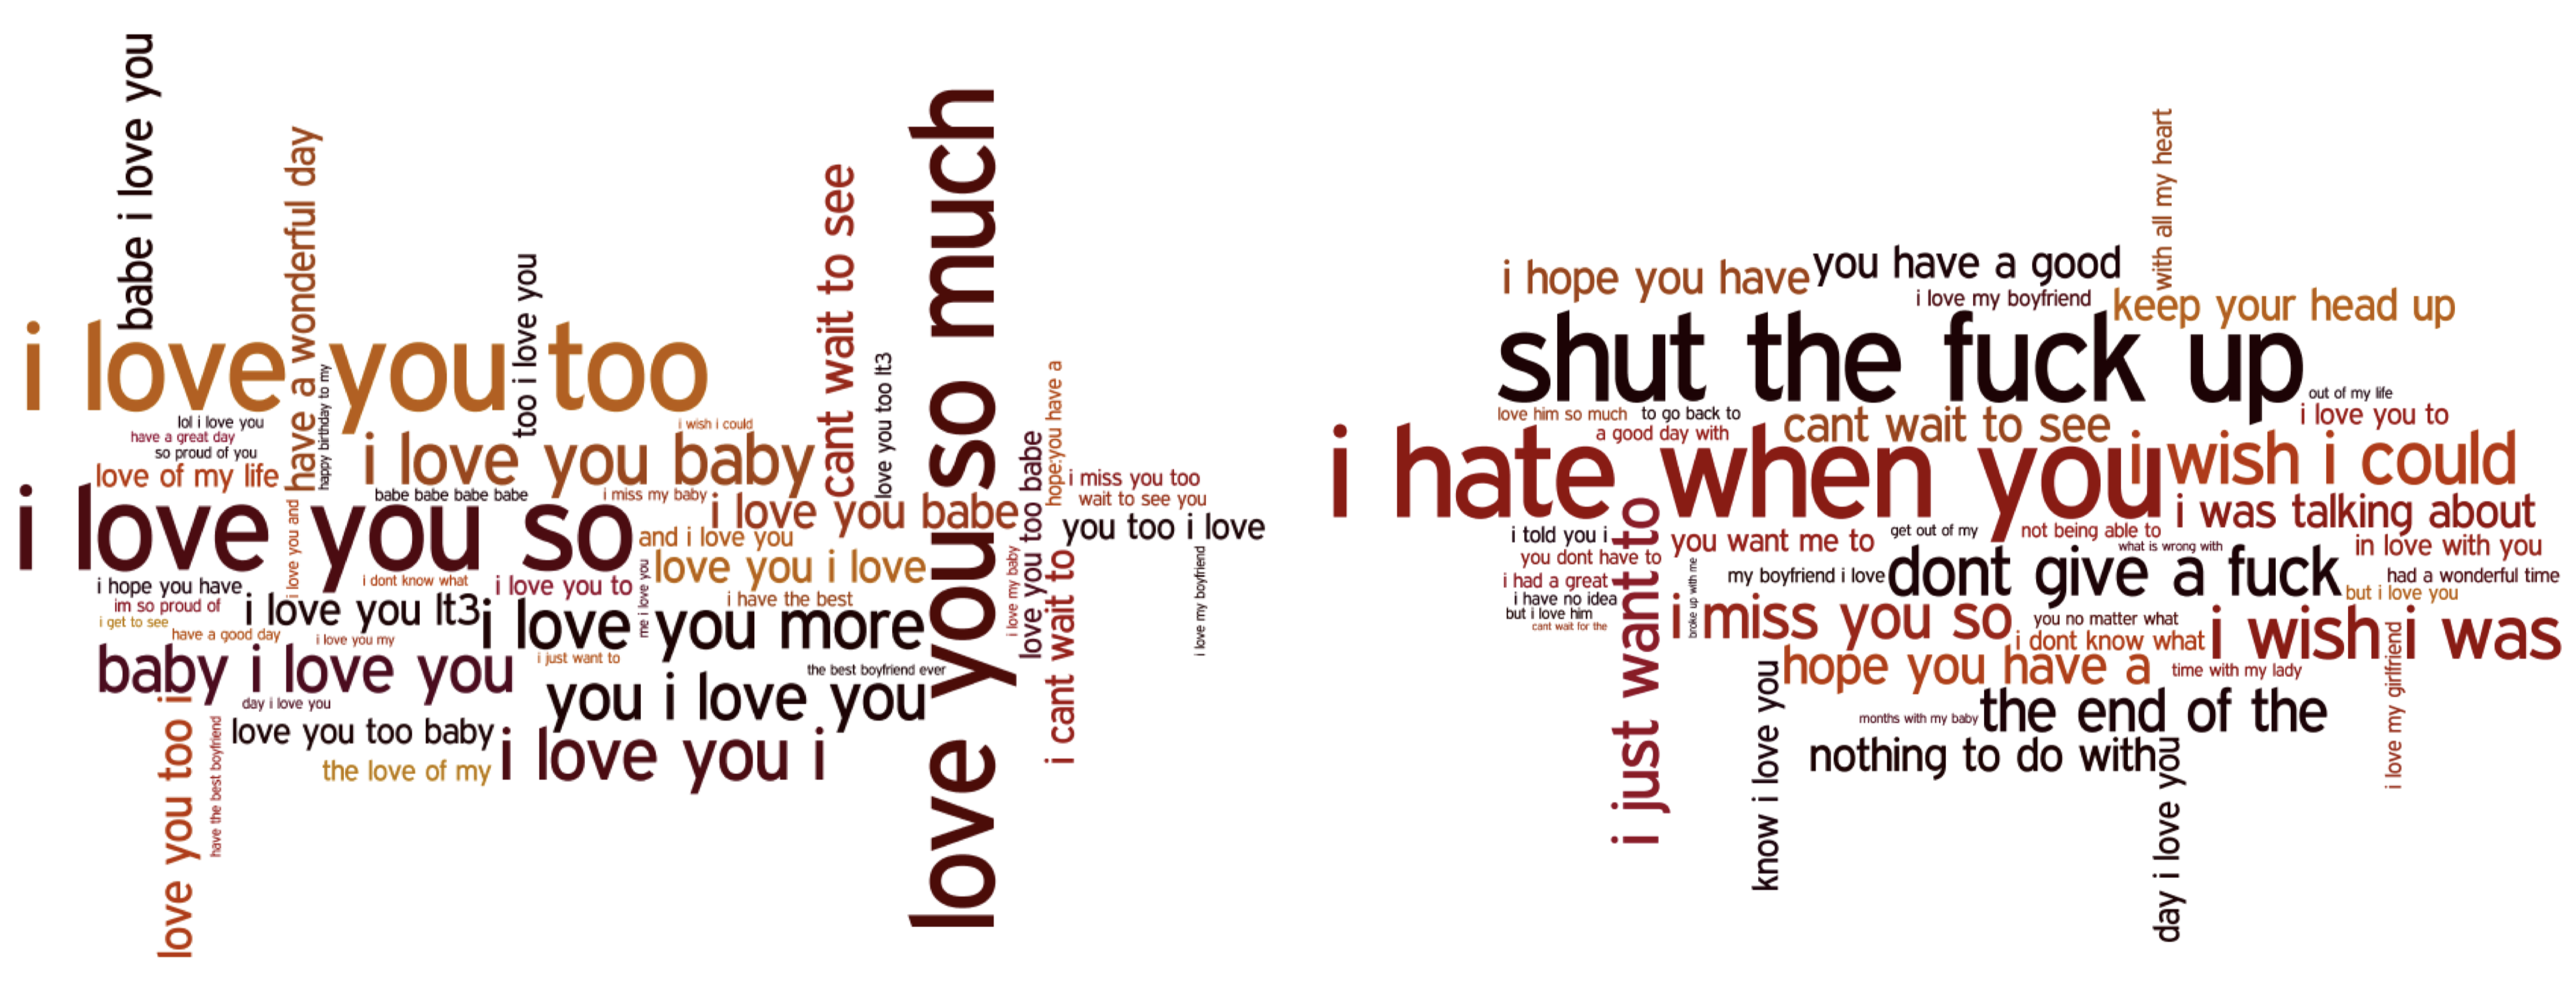 babe i love you
have a wonderful day
i love you too
too i love you
cant wait to see
love you so much
love you too lt3
happy birthday to my
lol i love you
have a great day
so proud of you
love of my life
i wish i could
i love you baby
hope you have a
love you too babe
i miss you too
wait to see you
you too i love
babe babe babe babe
i miss my baby
i love you babe
i love you so
i love you and
and i love you
love you i love
me i love you
i hope you have
i dont know what
i love you to
im so proud of
i get to see
i love you lt3
i have the best
i love you more
i love my baby
i cant wait to
i love my boyfriend
have a good day
i love you my
baby i love you
i just want to
the best boyfriend ever
you i love you
day i love you
love you too i
have the best boyfriend
love you too baby
the love of my
i love you i
with all my heart
i hope you have
you have a good
i love my boyfriend
keep your head up
shut the fuck up
out of my life
love him so much
to go back to
cant wait to see
i love you to
a good day with
i hate when you
i wish i could
i was talking about
i told you i
you want me to
get out of my
not being able to
what is wrong with
in love with you
you dont have to
i had a great
i have no idea
but i love him
cant wait for the
i just want to
broke up with me
my boyfriend i love
dont give a fuck
had a wonderful time
but i love you
i miss you so
you no matter what
i dont know what
i wish i was
hope you have a
time with my lady
i love my girlfriend
know i love you
months with my baby
the end of the
nothing to do with
day i love you